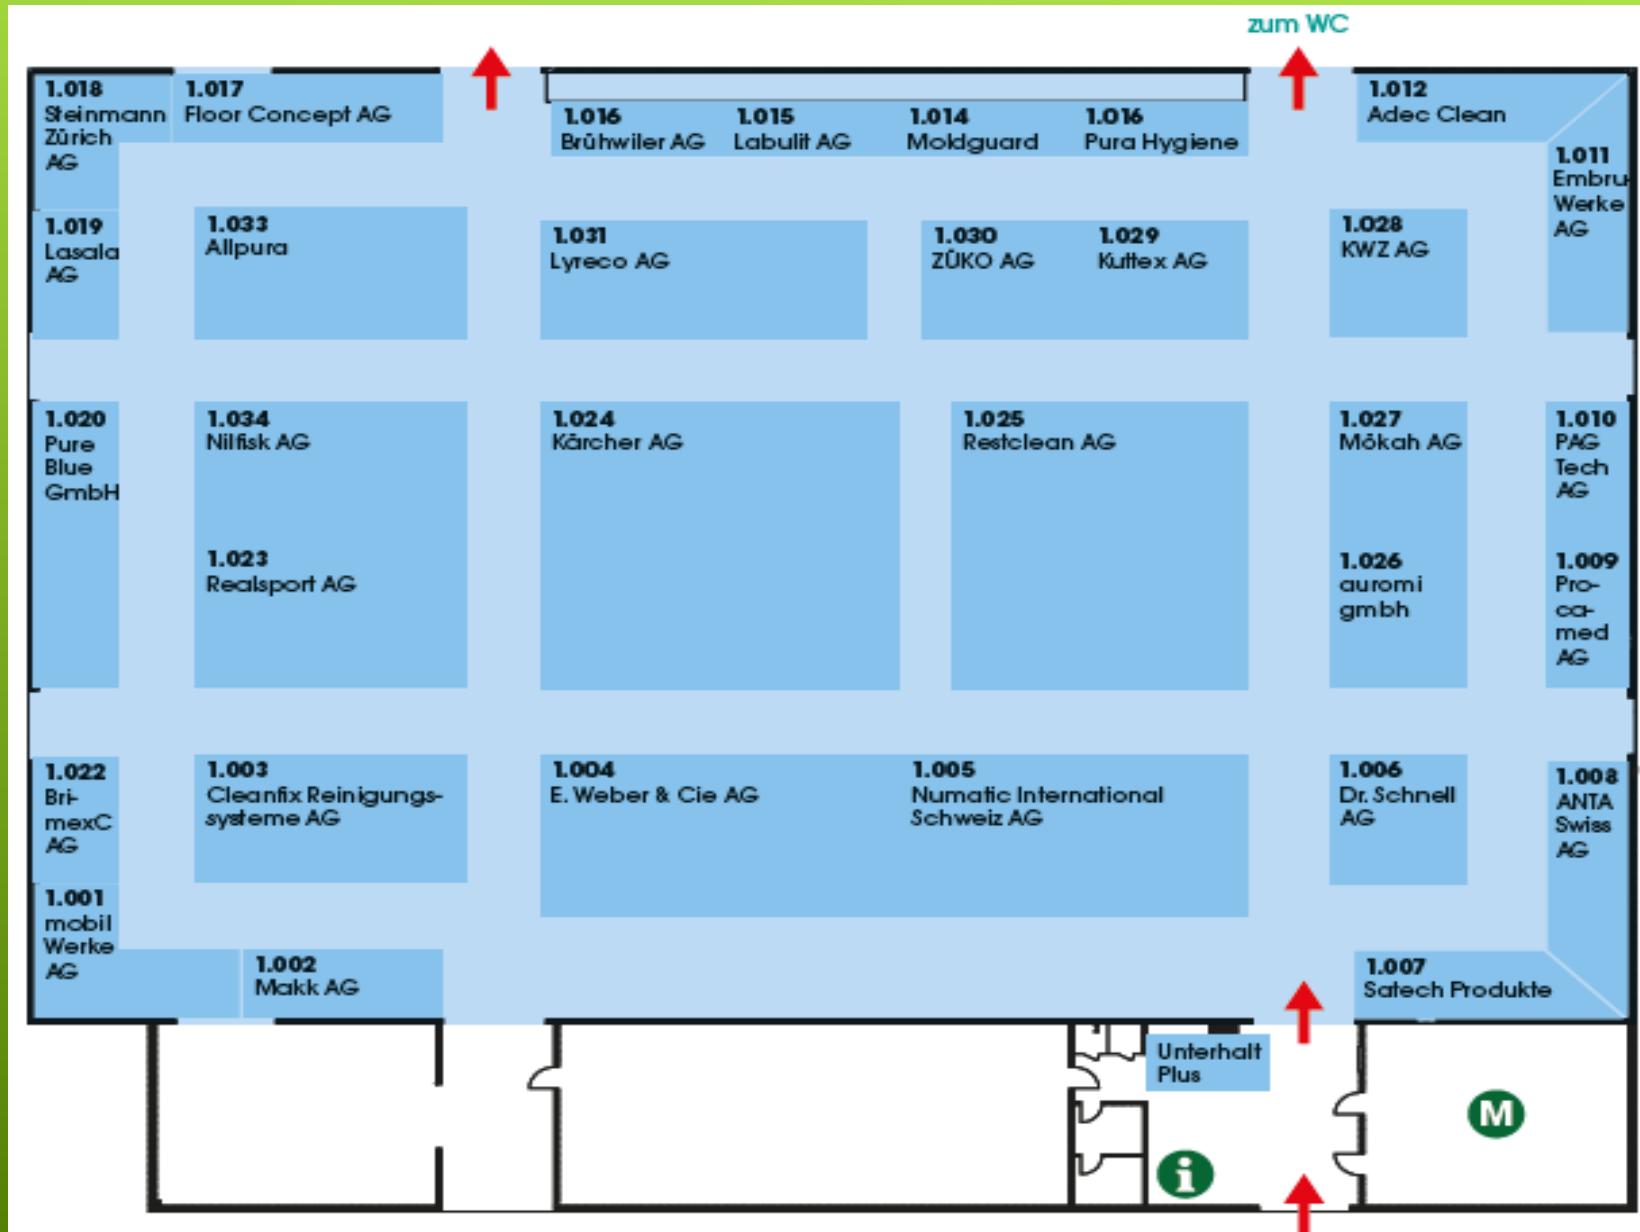 zum WC
1.018
Steinmann
Zürich
AG
1.017
Floor Concept AG
1.016
Brühwiler AG
1.015
Labulit AG
1.014
Moldguard
1.016
Pura Hygiene
1.012
Adec Clean
1.011
Embru-
Werke
AG
1.019
Lasala
AG
1.033
Allpura
1.031
Lyreco AG
1.030
ZÜKO AG
1.029
Kuttex AG
1.028
KWZ AG
1.020
Pure
Blue
GmbH
1.034
Nilfisk AG
1.023
Realsport AG
1.024
Kärcher AG
1.025
Restclean AG
1.027
Mökah AG
1.026
auromi
gmbh
1.010
PAG
Tech
AG
1.009
Pro-
ca-
med
AG
1.022
Bri-
mexC
AG
1.003
Cleanfix Reinigungs-
systeme AG
1.004
E. Weber & Cie AG
1.005
Numatic International
Schweiz AG
1.006
Dr. Schnell
AG
1.008
ANTA
Swiss
AG
1.001
mobil
Werke
AG
1.002
Makk AG
1.007
Satech Produkte
Unterhalt
Plus
M
i